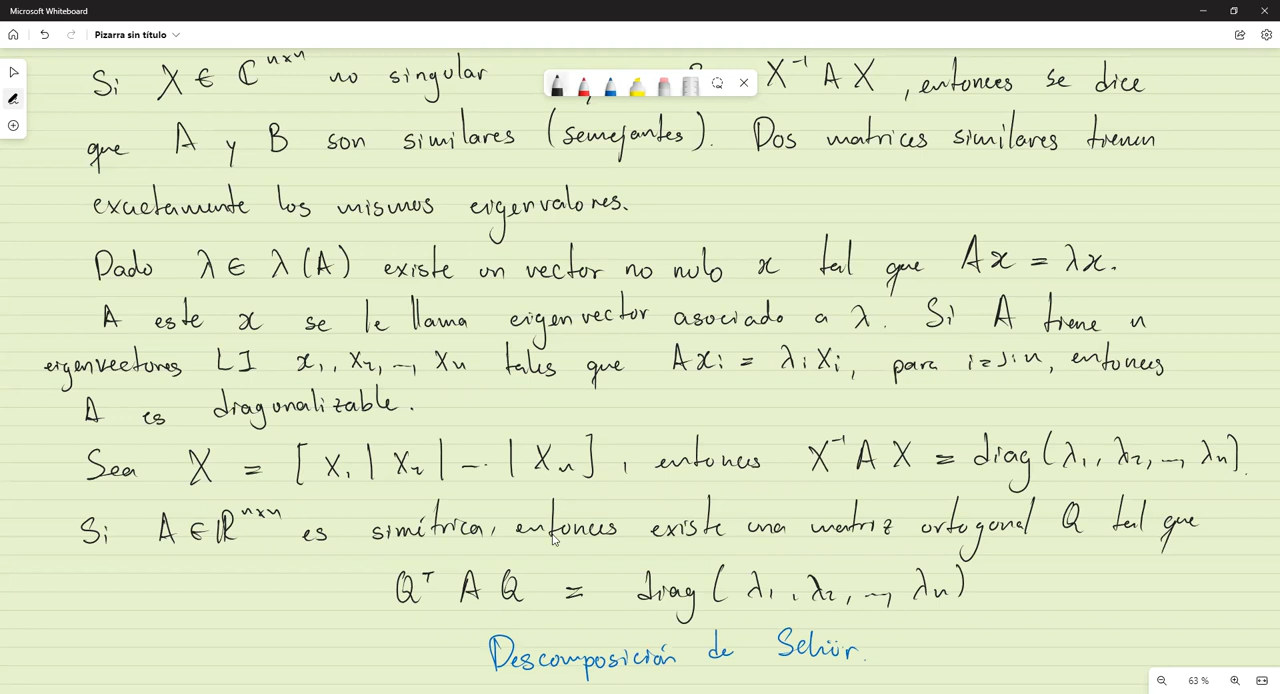 Microsoft Whiteboard
Pizarra sin título
Si X ∈ ℂⁿˣⁿ no singular X⁻¹ A X, entonces se dice
que A y B son similares (semejantes). Dos matrices similares tienen
exactamente los mismos eigenvalores.
Dado λ ∈ λ(A) existe un vector no nulo x tal que Ax = λx.
A este x se le llama eigenvector asociado a λ. Si A tiene n
eigenvectores LI x₁, x₂, ..., xₙ tales que Axᵢ = λᵢxᵢ, para i=1:n, entonces
A es diagonalizable.
Sea X = [x₁ | x₂ | ... | xₙ], entonces X⁻¹ A X = diag(λ₁, λ₂, ..., λₙ).
Si A ∈ ℝⁿˣⁿ es simétrica, entonces existe una matriz ortogonal Q tal que
Qᵀ A Q = diag(λ₁, λ₂, ..., λₙ)
Descomposición de Schür.
63 %